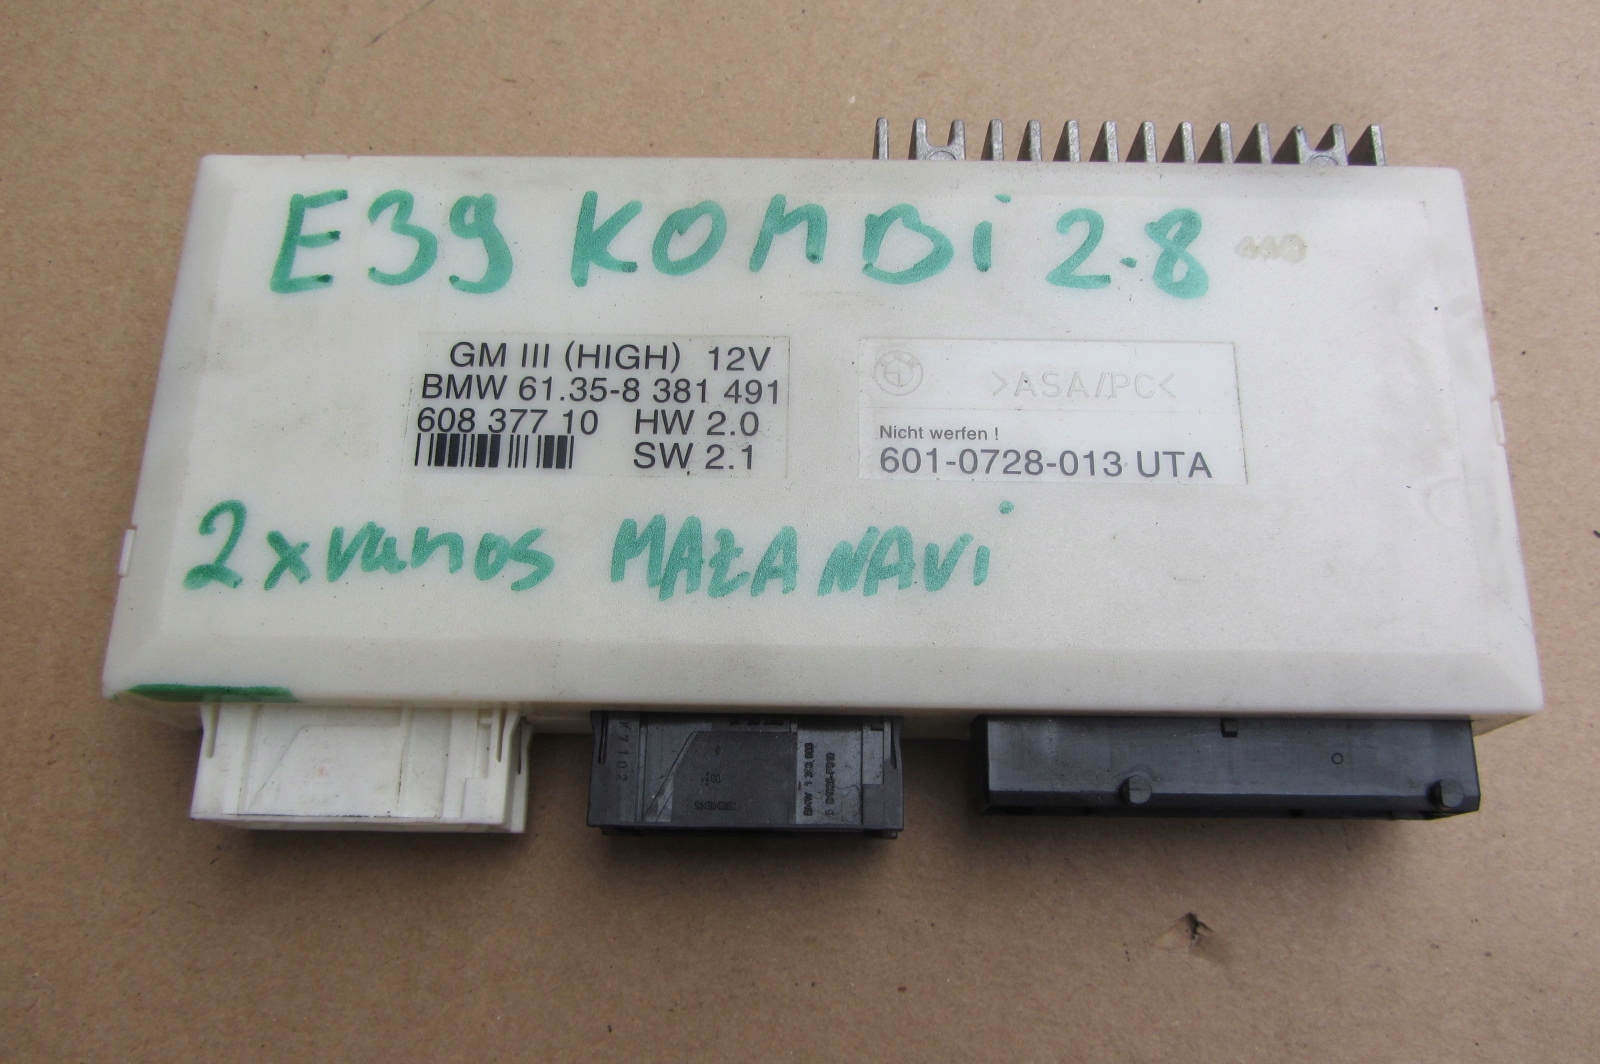 E39 KOMBi 2.8
GM III (HIGH) 12V
BMW 61.35-8 381 491
608 377 10 HW 2.0
SW 2.1
>ASA/PC<
Nicht werfen !
601-0728-013 UTA
2xvanos MAŁA NAVi